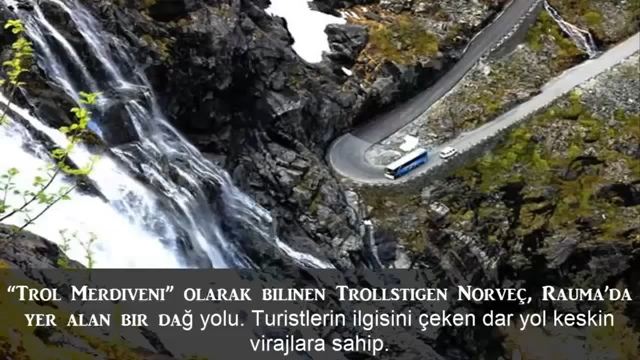 “Trol Merdiveni” olarak bilinen Trollstigen Norveç, Rauma’da
yer alan bir dağ yolu. Turistlerin ilgisini çeken dar yol keskin
virajlara sahip.